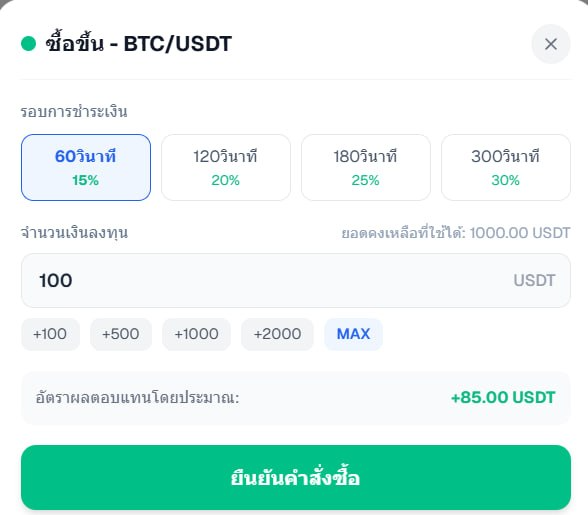 ซื้อขึ้น - BTC/USDT
รอบการชำระเงิน
60วินาที 120วินาที 180วินาที 300วินาที
15% 20% 25% 30%
จำนวนเงินลงทุน ยอดคงเหลือที่ใช้ได้: 1000.00 USDT
100 USDT
+100 +500 +1000 +2000 MAX
อัตราผลตอบแทนโดยประมาณ: +85.00 USDT
ยืนยันคำสั่งซื้อ